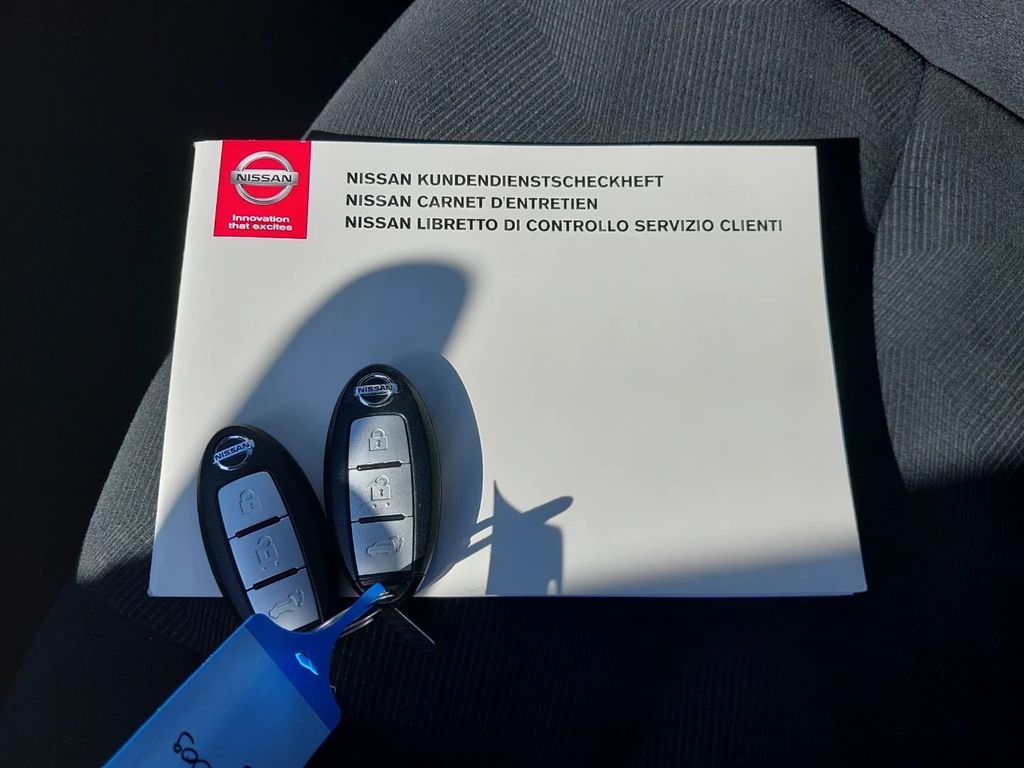 NISSAN
Innovation
that excites
NISSAN KUNDENDIENSTSCHECKHEFT
NISSAN CARNET D'ENTRETIEN
NISSAN LIBRETTO DI CONTROLLO SERVIZIO CLIENTI
NISSAN
NISSAN